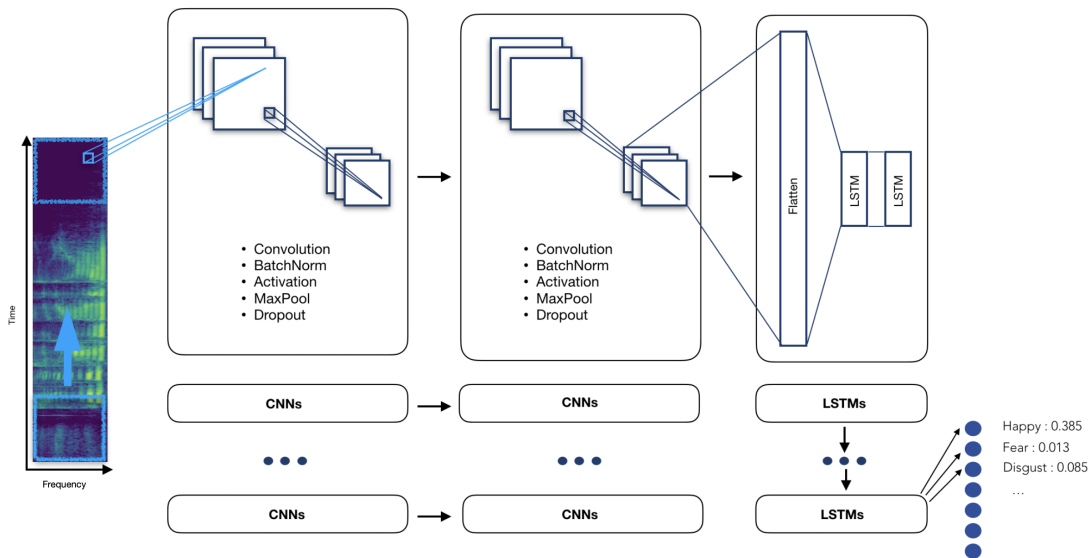 Time
Frequency
• Convolution
• BatchNorm
• Activation
• MaxPool
• Dropout
• Convolution
• BatchNorm
• Activation
• MaxPool
• Dropout
Flatten
LSTM
LSTM
CNNs
CNNs
LSTMs
CNNs
CNNs
LSTMs
Happy : 0.385
Fear : 0.013
Disgust : 0.085
...